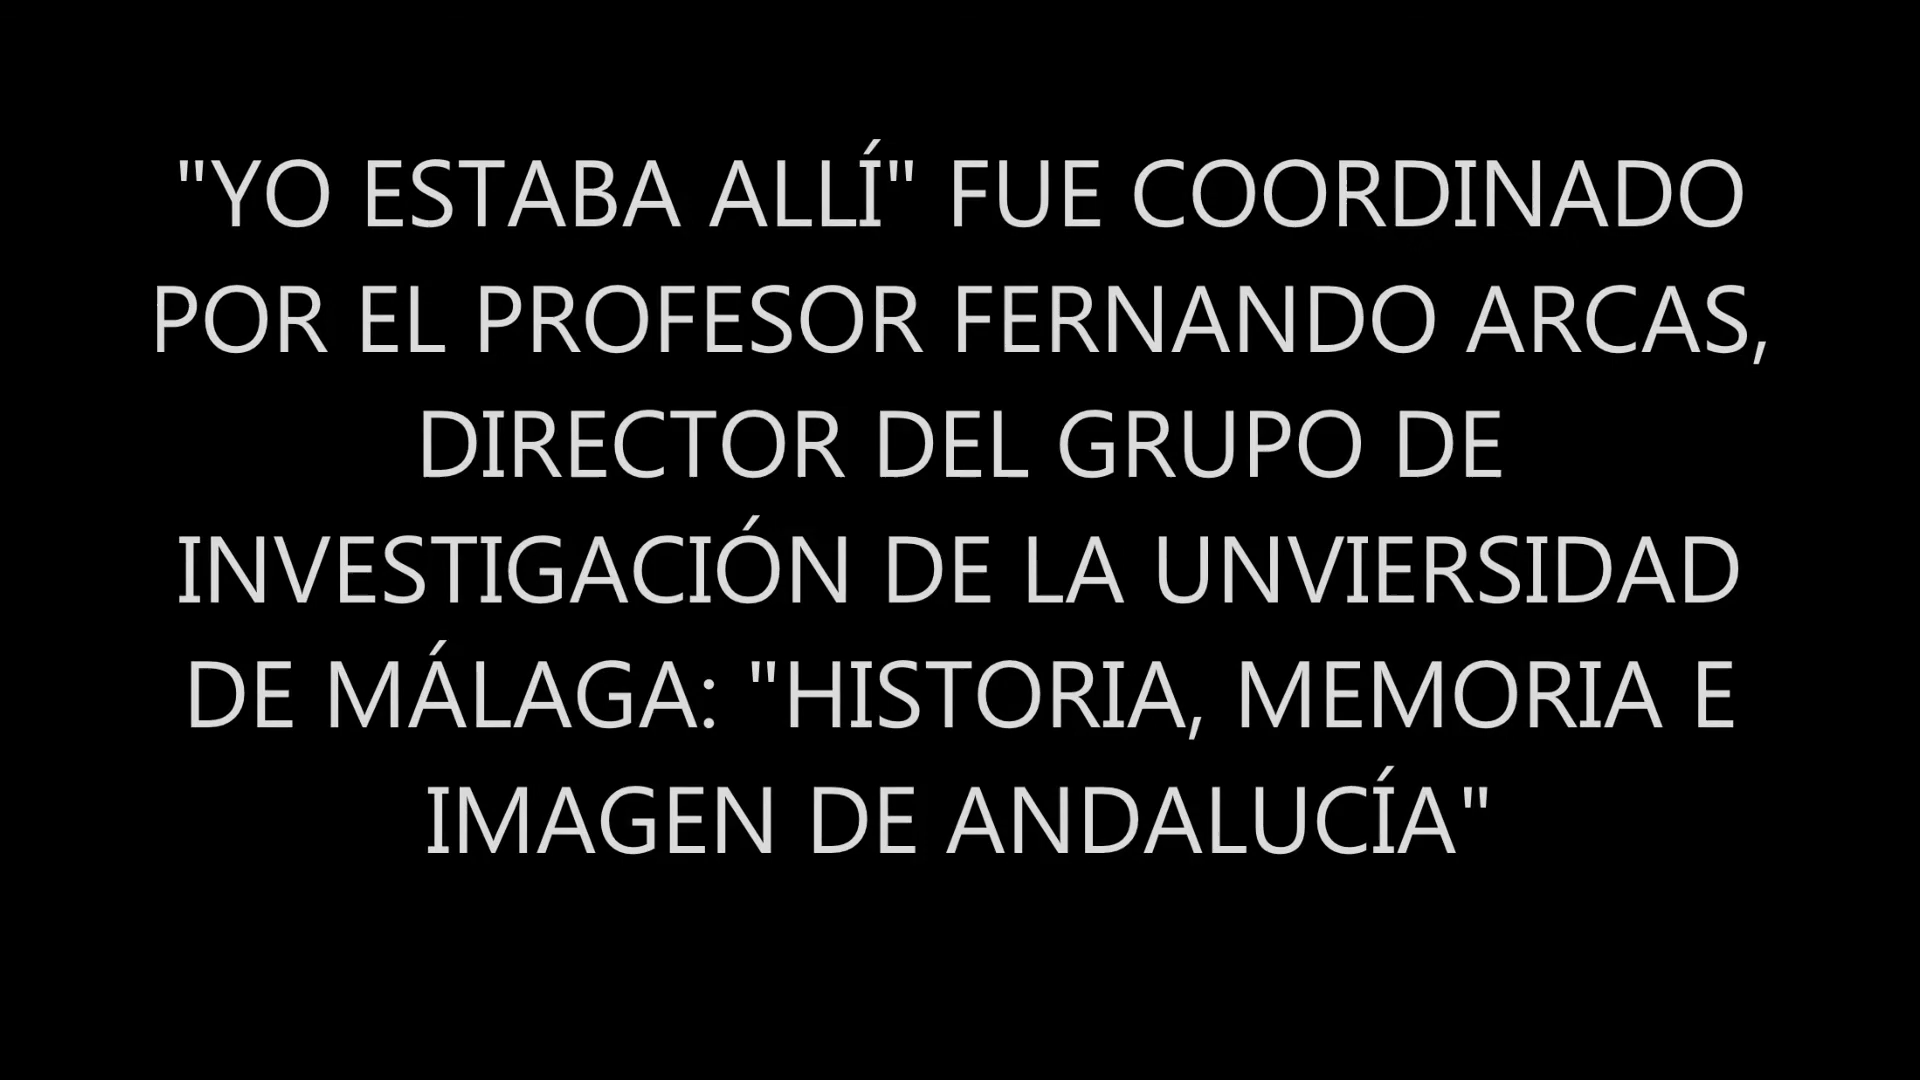 "YO ESTABA ALLÍ" FUE COORDINADO
POR EL PROFESOR FERNANDO ARCAS,
DIRECTOR DEL GRUPO DE
INVESTIGACIÓN DE LA UNVIERSIDAD
DE MÁLAGA: "HISTORIA, MEMORIA E
IMAGEN DE ANDALUCÍA"